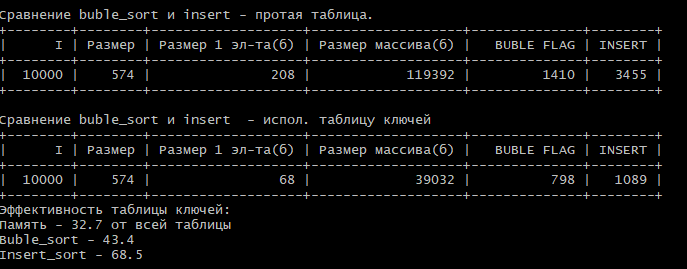 Сравнение buble_sort и insert - протая таблица.
+--------+--------+-------------------+--------------------+--------------+--------+
| I | Размер | Размер 1 эл-та(б) | Размер массива(б) | BUBLE FLAG | INSERT |
+--------+--------+-------------------+--------------------+--------------+--------+
| 10000 | 574 | 208 | 119392 | 1410 | 3455 |
+--------+--------+-------------------+--------------------+--------------+--------+
Сравнение buble_sort и insert - испол. таблицу ключей
+--------+--------+-------------------+--------------------+--------------+--------+
| I | Размер | Размер 1 эл-та(б) | Размер массива(б) | BUBLE FLAG | INSERT |
+--------+--------+-------------------+--------------------+--------------+--------+
| 10000 | 574 | 68 | 39032 | 798 | 1089 |
+--------+--------+-------------------+--------------------+--------------+--------+
Эффективность таблицы ключей:
Память - 32.7 от всей таблицы
Buble_sort - 43.4
Insert_sort - 68.5